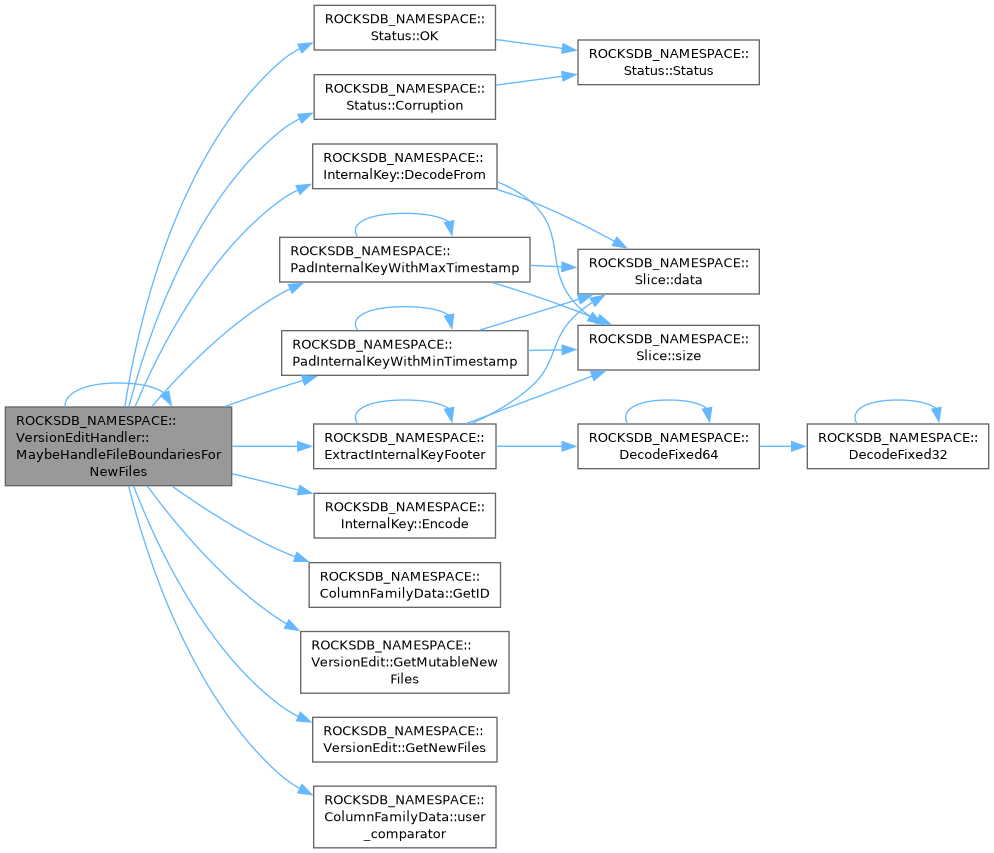 ROCKSDB_NAMESPACE::
Status::OK
ROCKSDB_NAMESPACE::
Status::Status
ROCKSDB_NAMESPACE::
Status::Corruption
ROCKSDB_NAMESPACE::
InternalKey::DecodeFrom
ROCKSDB_NAMESPACE::
PadInternalKeyWithMaxTimestamp
ROCKSDB_NAMESPACE::
Slice::data
ROCKSDB_NAMESPACE::
PadInternalKeyWithMinTimestamp
ROCKSDB_NAMESPACE::
Slice::size
ROCKSDB_NAMESPACE::
VersionEditHandler::
MaybeHandleFileBoundariesFor
NewFiles
ROCKSDB_NAMESPACE::
ExtractInternalKeyFooter
ROCKSDB_NAMESPACE::
DecodeFixed64
ROCKSDB_NAMESPACE::
DecodeFixed32
ROCKSDB_NAMESPACE::
InternalKey::Encode
ROCKSDB_NAMESPACE::
ColumnFamilyData::GetID
ROCKSDB_NAMESPACE::
VersionEdit::GetMutableNew
Files
ROCKSDB_NAMESPACE::
VersionEdit::GetNewFiles
ROCKSDB_NAMESPACE::
ColumnFamilyData::user
_comparator